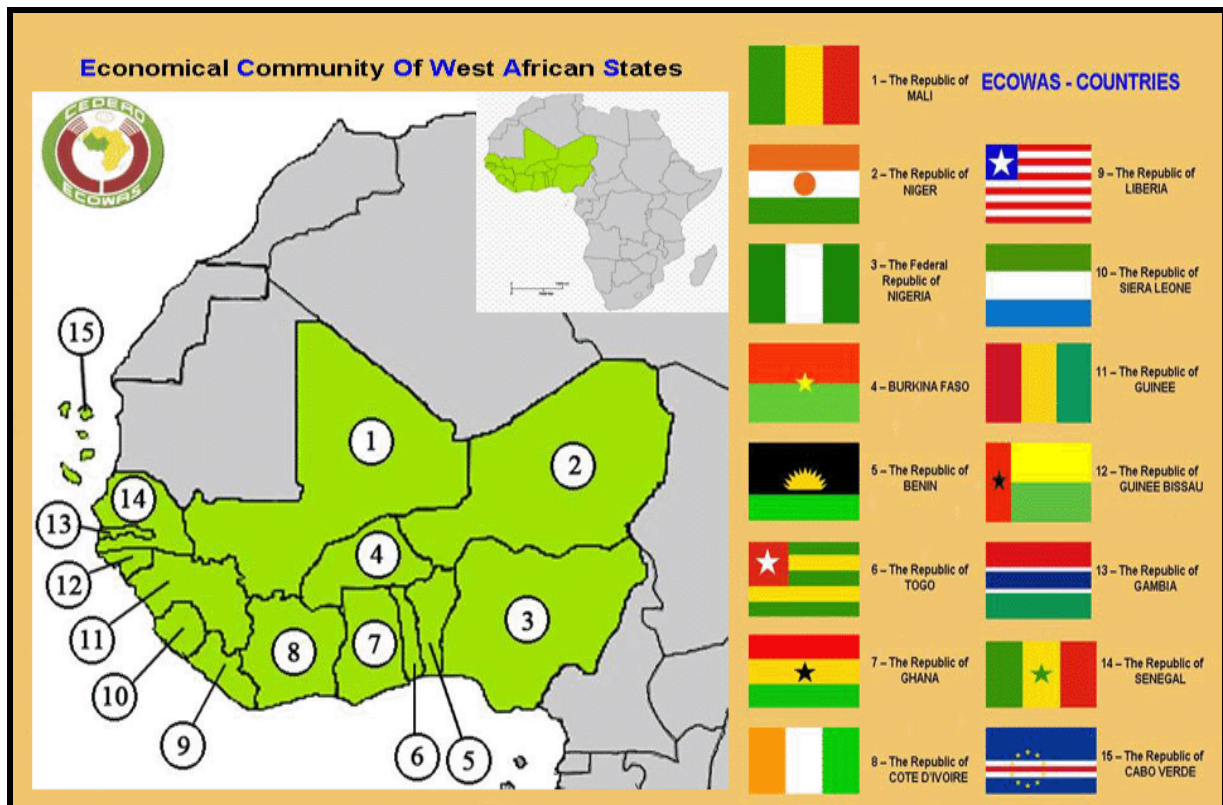 Economical Community Of West African States
CEDEAO
ECOWAS
15
1
2
14
13
4
12
3
7
8
11
10
9
6
5
1 – The Republic of
MALI
2 – The Republic of
NIGER
3 – The Federal
Republic of
NIGERIA
4 – BURKINA FASO
5 – The Republic of
BENIN
6 – The Republic of
TOGO
7 – The Republic of
GHANA
8 – The Republic of
COTE D'IVOIRE
ECOWAS - COUNTRIES
9 – The Republic of
LIBERIA
10 – The Republic of
SIERA LEONE
11 – The Republic of
GUINEE
12 – The Republic of
GUINEE BISSAU
13 – The Republic of
GAMBIA
14 – The Republic of
SENEGAL
15 – The Republic of
CABO VERDE